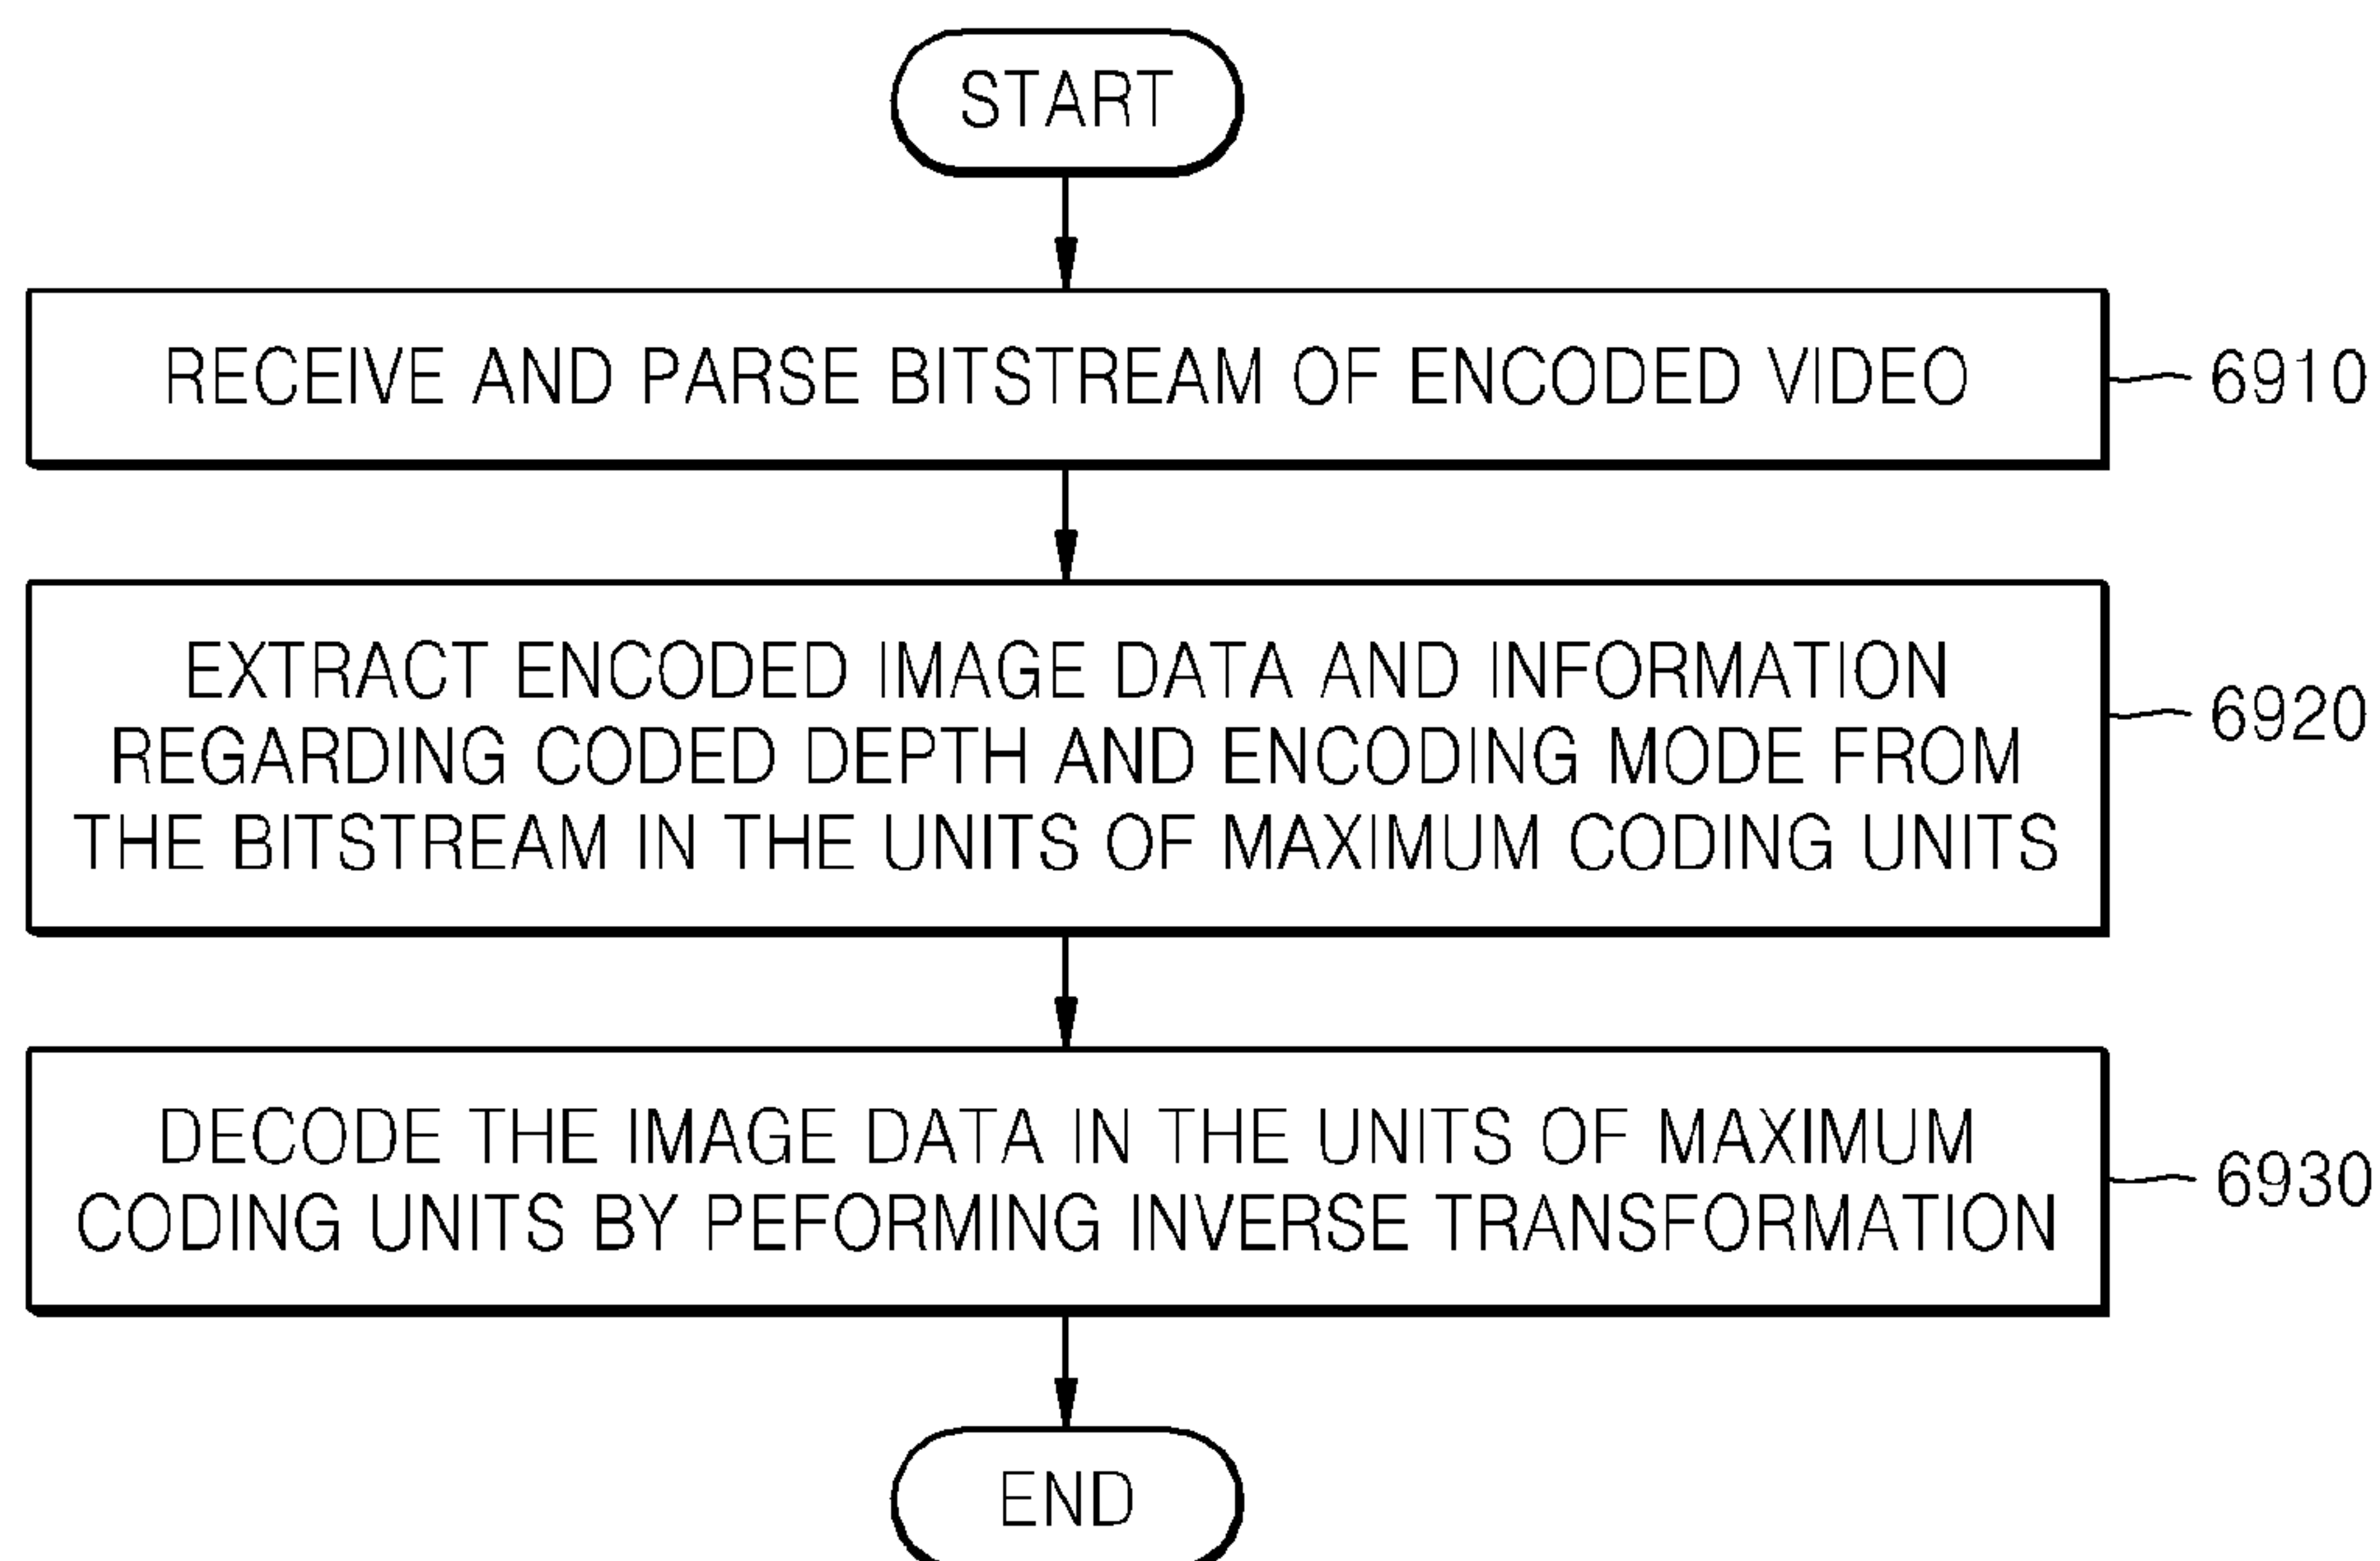 START
RECEIVE AND PARSE BITSTREAM OF ENCODED VIDEO
6910
EXTRACT ENCODED IMAGE DATA AND INFORMATION
REGARDING CODED DEPTH AND ENCODING MODE FROM
THE BITSTREAM IN THE UNITS OF MAXIMUM CODING UNITS
6920
DECODE THE IMAGE DATA IN THE UNITS OF MAXIMUM
CODING UNITS BY PEFORMING INVERSE TRANSFORMATION
6930
END